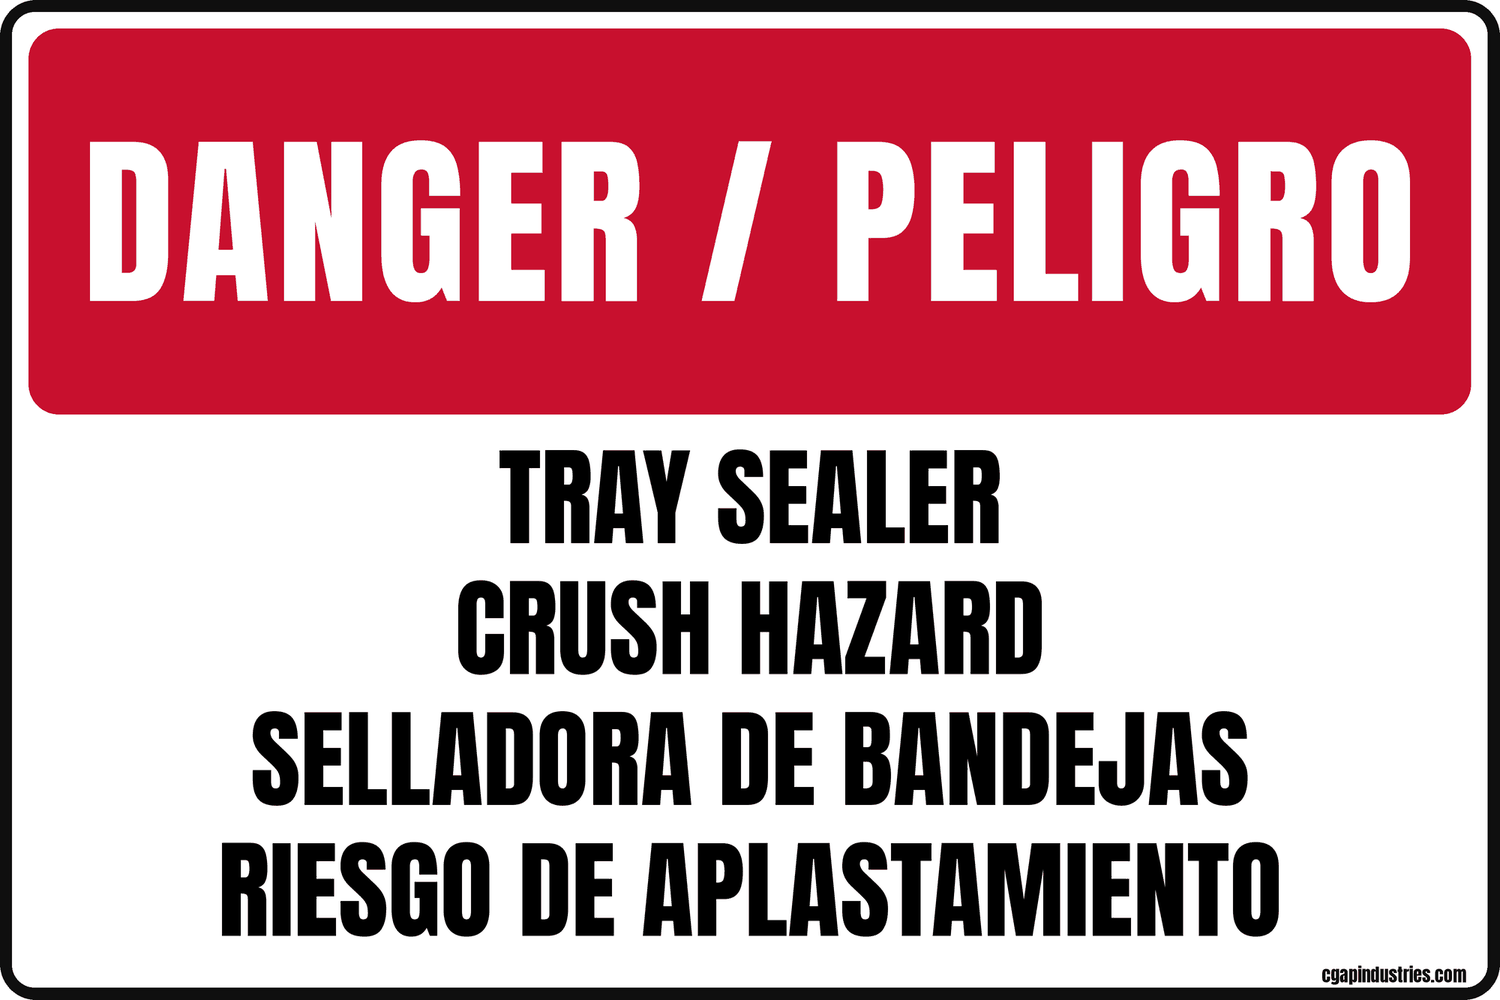 DANGER / PELIGRO
TRAY SEALER
CRUSH HAZARD
SELLADORA DE BANDEJAS
RIESGO DE APLASTAMIENTO
cgapindustries.com